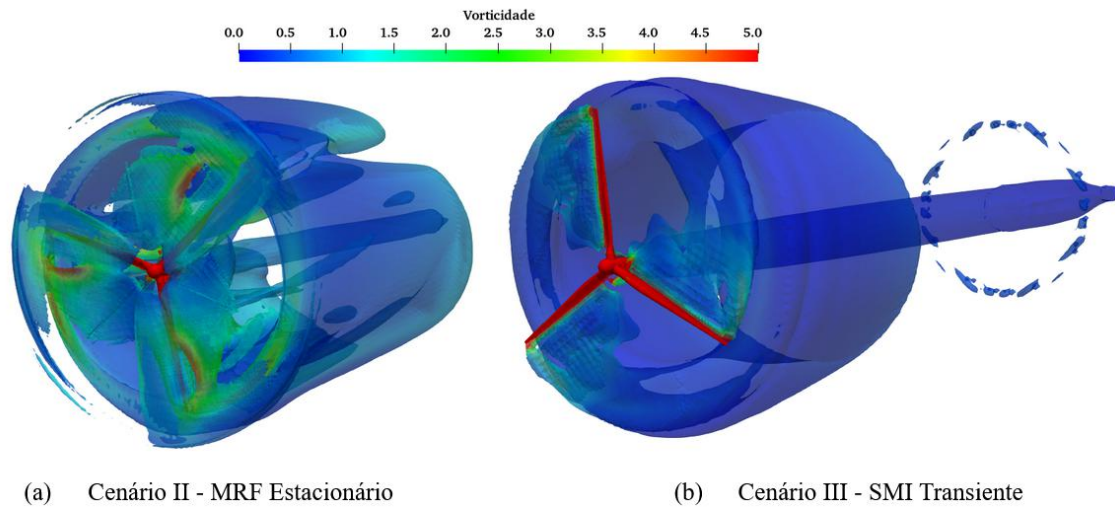 Vorticidade
0.0 0.5 1.0 1.5 2.0 2.5 3.0 3.5 4.0 4.5 5.0
(a) Cenário II - MRF Estacionário
(b) Cenário III - SMI Transiente